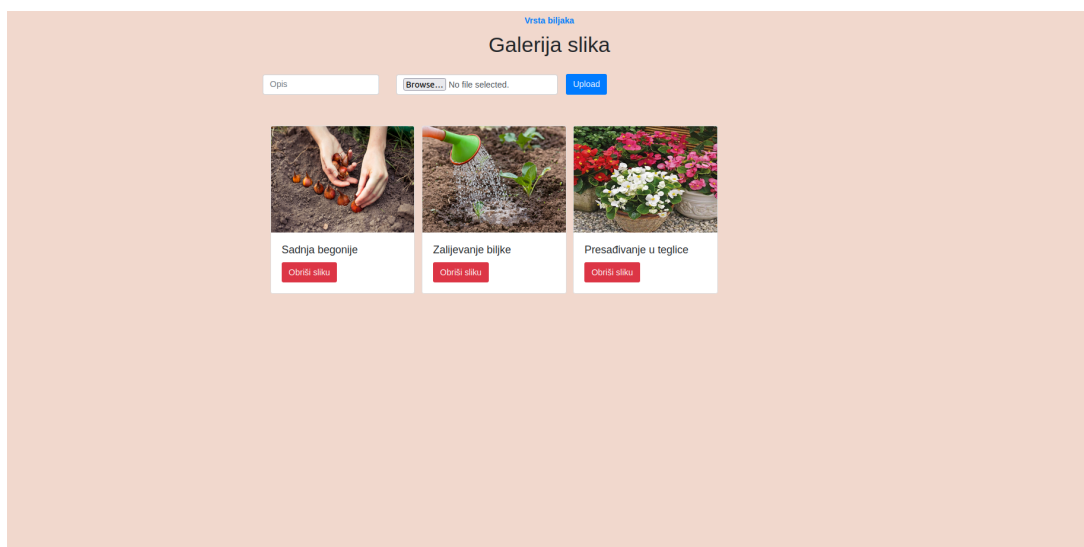 Vrsta biljaka
Galerija slika
Opis
Browse... No file selected.
Upload
Sadnja begonije
Zalijevanje biljke
Presađivanje u teglice
Obriši sliku
Obriši sliku
Obriši sliku